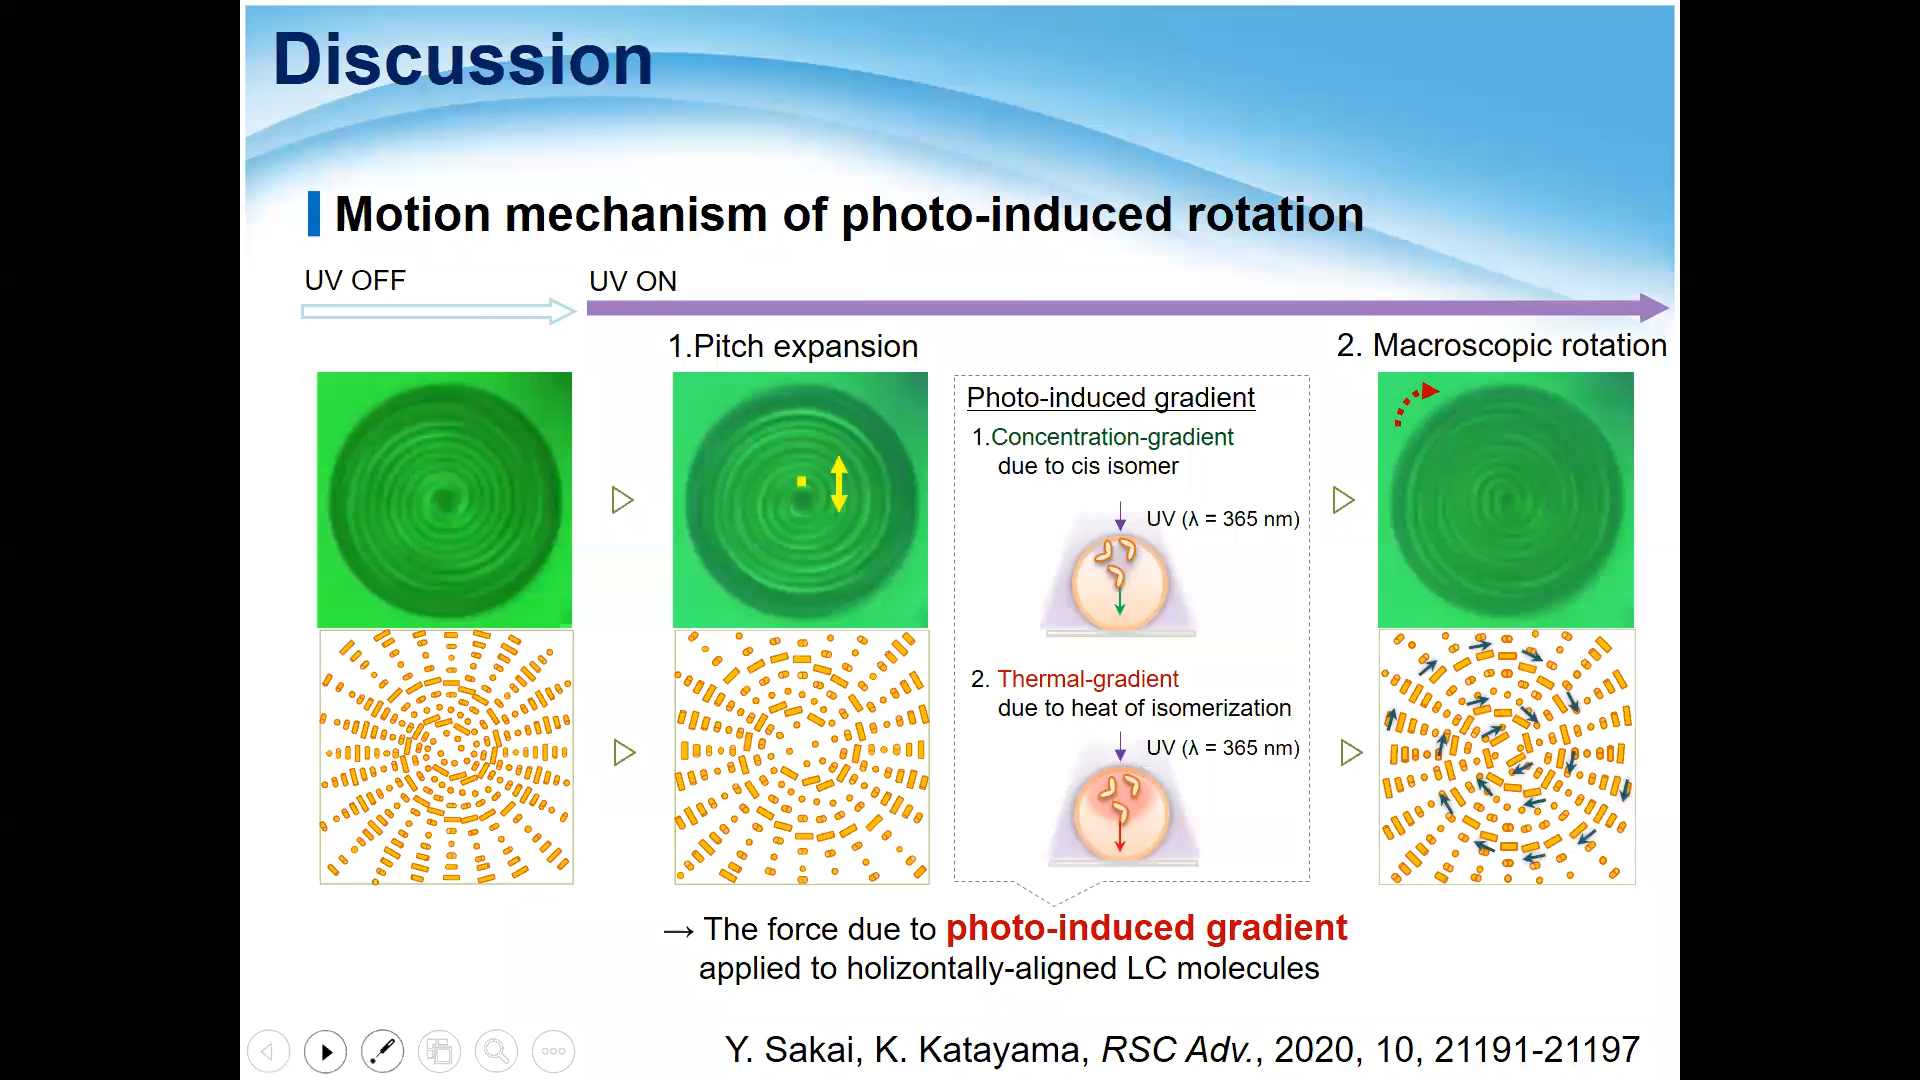 Discussion
Motion mechanism of photo-induced rotation
UV OFF
UV ON
1.Pitch expansion
2. Macroscopic rotation
Photo-induced gradient
1.Concentration-gradient
due to cis isomer
UV (λ = 365 nm)
2. Thermal-gradient
due to heat of isomerization
UV (λ = 365 nm)
→ The force due to photo-induced gradient
applied to holizontally-aligned LC molecules
Y. Sakai, K. Katayama, RSC Adv., 2020, 10, 21191-21197